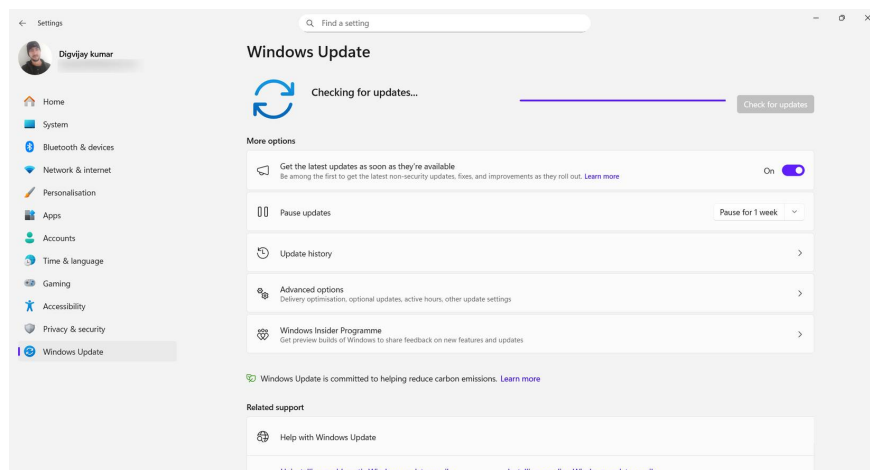 Settings
Find a setting
Digvijay kumar
Home
System
Bluetooth & devices
Network & internet
Personalisation
Apps
Accounts
Time & language
Gaming
Accessibility
Privacy & security
Windows Update
Windows Update
Checking for updates...
Check for updates
More options
Get the latest updates as soon as they're available
Be among the first to get the latest non-security updates, fixes, and improvements as they roll out. Learn more
On
Pause updates
Pause for 1 week
Update history
Advanced options
Delivery optimisation, optional updates, active hours, other update settings
Windows Insider Programme
Get preview builds of Windows to share feedback on new features and updates
Windows Update is committed to helping reduce carbon emissions. Learn more
Related support
Help with Windows Update